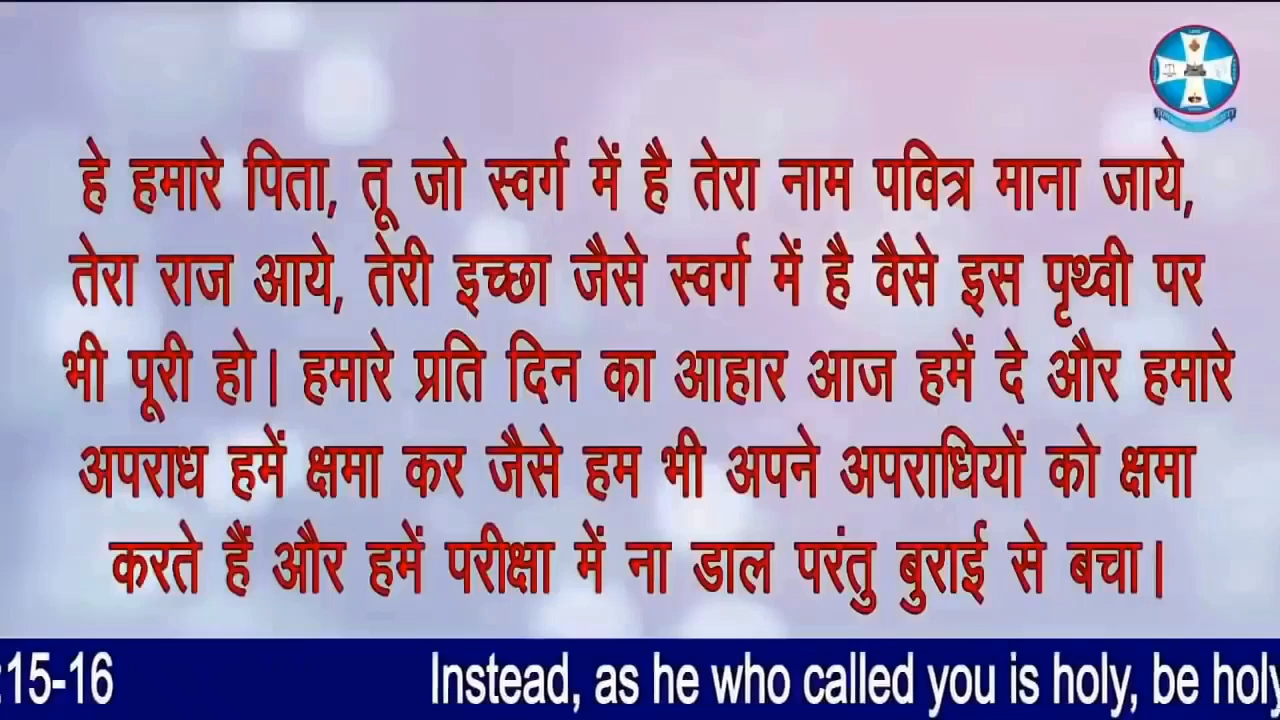 हे हमारे पिता, तू जो स्वर्ग में है तेरा नाम पवित्र माना जाये,
तेरा राज आये, तेरी इच्छा जैसे स्वर्ग में है वैसे इस पृथ्वी पर
भी पूरी हो| हमारे प्रति दिन का आहार आज हमें दे और हमारे
अपराध हमें क्षमा कर जैसे हम भी अपने अपराधियों को क्षमा
करते हैं और हमें परीक्षा में ना डाल परंतु बुराई से बचा|
:15-16 Instead, as he who called you is holy, be holy